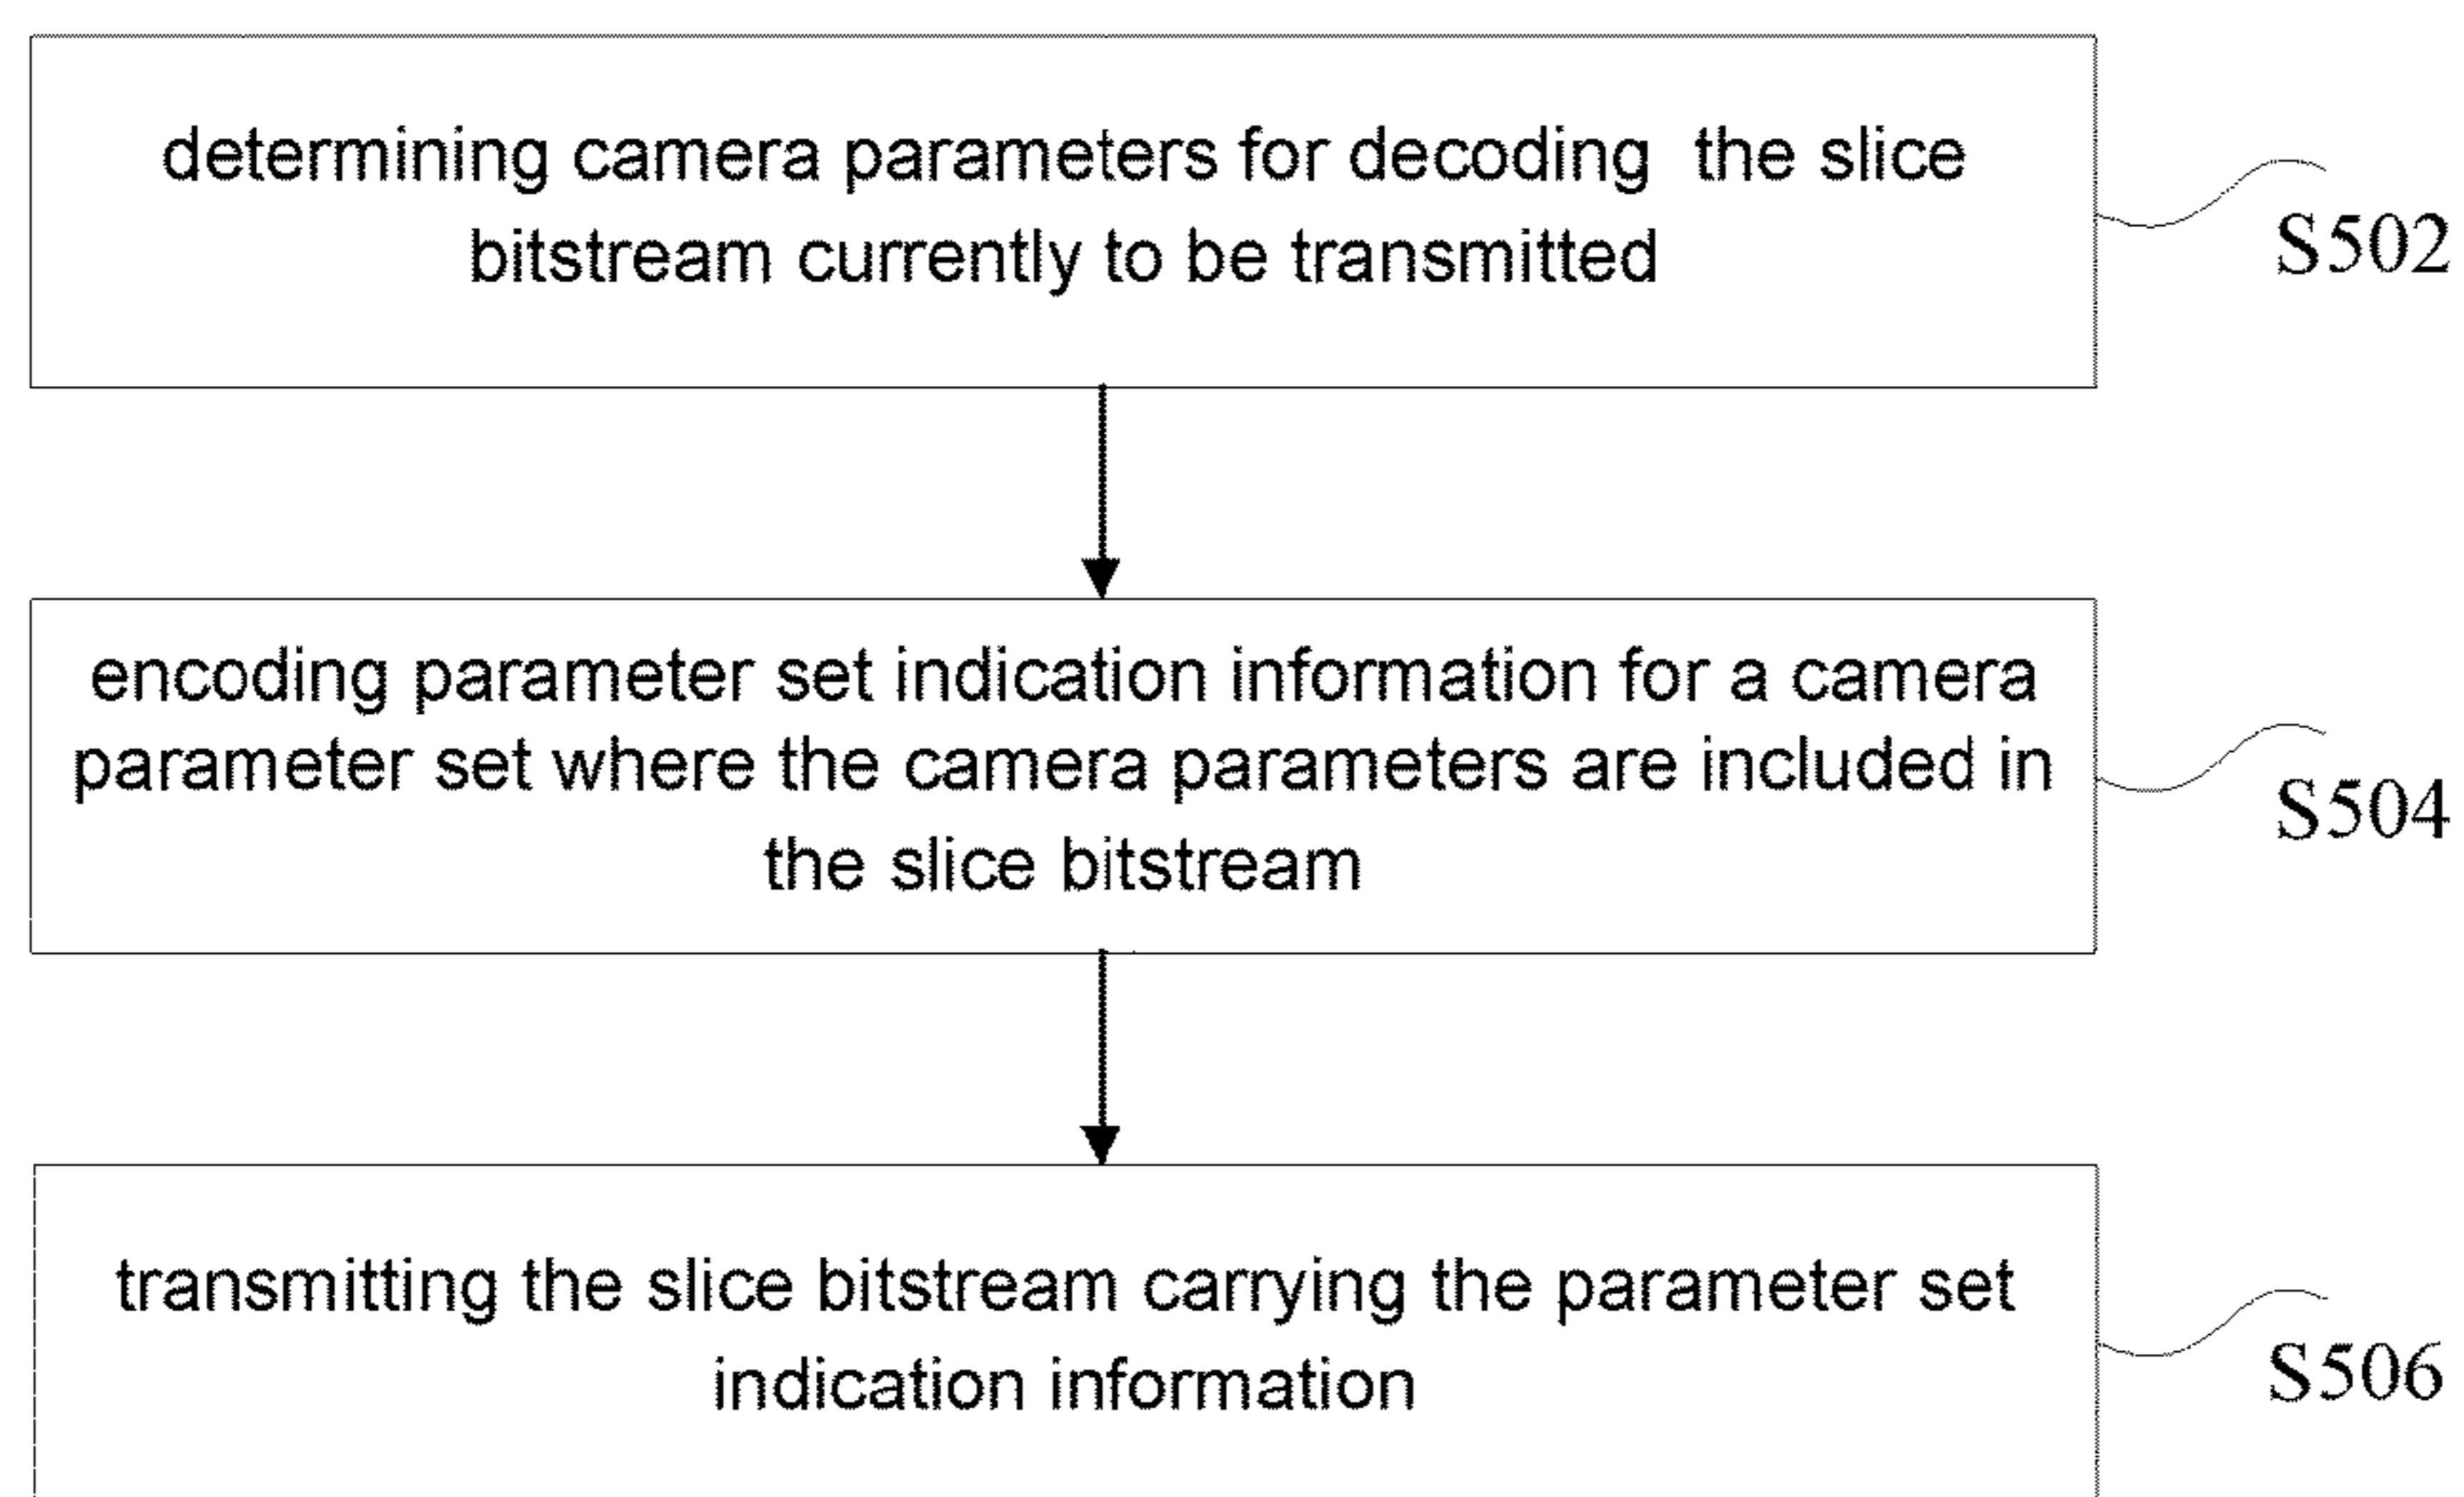 determining camera parameters for decoding the slice
bitstream currently to be transmitted
S502
encoding parameter set indication information for a camera
parameter set where the camera parameters are included in
the slice bitstream
S504
transmitting the slice bitstream carrying the parameter set
indication information
S506